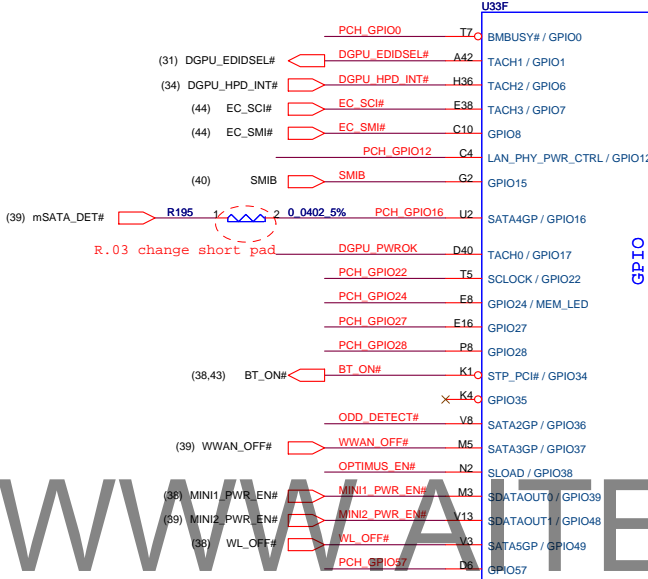 U33F
PCH_GPIO0 T7 BMBUSY# / GPIO0
(31) DGPU_EDIDSEL# DGPU_EDIDSEL# A42 TACH1 / GPIO1
(34) DGPU_HPD_INT# DGPU_HPD_INT# H36 TACH2 / GPIO6
(44) EC_SCI# EC_SCI# E38 TACH3 / GPIO7
(44) EC_SMI# EC_SMI# C10 GPIO8
PCH_GPIO12 C4 LAN_PHY_PWR_CTRL / GPIO12
(40) SMIB SMIB G2 GPIO15
(39) mSATA_DET# R195 1 2 0_0402_5% PCH_GPIO16 U2 SATA4GP / GPIO16
R.03 change short pad
DGPU_PWROK D40 TACH0 / GPIO17
GPIO
PCH_GPIO22 T5 SCLOCK / GPIO22
PCH_GPIO24 E8 GPIO24 / MEM_LED
PCH_GPIO27 E16 GPIO27
PCH_GPIO28 P8 GPIO28
(38,43) BT_ON# BT_ON# K1 STP_PCI# / GPIO34
K4 GPIO35
ODD_DETECT# V8 SATA2GP / GPIO36
(39) WWAN_OFF# WWAN_OFF# M5 SATA3GP / GPIO37
OPTIMUS_EN# N2 SLOAD / GPIO38
(38) MINI1_PWR_EN# MINI1_PWR_EN# M3 SDATAOUT0 / GPIO39
(39) MINI2_PWR_EN# MINI2_PWR_EN# V13 SDATAOUT1 / GPIO48
(38) WL_OFF# WL_OFF# V3 SATA5GP / GPIO49
PCH_GPIO57 D6 GPIO57
WWW.AITE